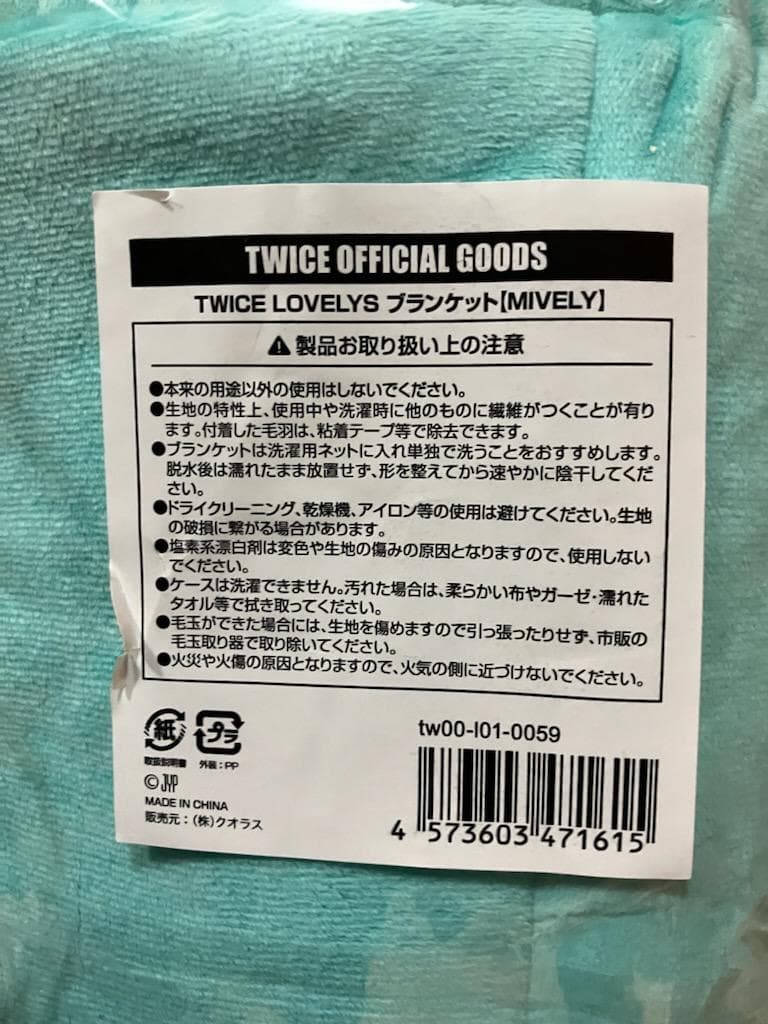 TWICE OFFICIAL GOODS
TWICE LOVELYS ブランケット【MIVELY】
製品お取り扱い上の注意
●本来の用途以外の使用はしないでください。
●生地の特性上、使用中や洗濯時に他のものに繊維がつくことが有り
ます。付着した毛羽は、粘着テープ等で除去できます。
●ブランケットは洗濯用ネットに入れ単独で洗うことをおすすめします。
脱水後は濡れたまま放置せず、形を整えてから速やかに陰干してくだ
さい。
●ドライクリーニング、乾燥機、アイロン等の使用は避けてください。生地
の破損に繋がる場合があります。
●塩素系漂白剤は変色や生地の傷みの原因となりますので、使用しない
でください。
●ケースは洗濯できません。汚れた場合は、柔らかい布やガーゼ・濡れた
タオル等で拭き取ってください。
●毛玉ができた場合には、生地を傷めますので引っ張ったりせず、市販の
毛玉取り器で取り除いてください。
●火災や火傷の原因となりますので、火気の側に近づけないでください。
紙 プラ
取扱説明書 外装:PP
©JYP
MADE IN CHINA
販売元:(株)クオラス
tw00-l01-0059
4 573603 471615